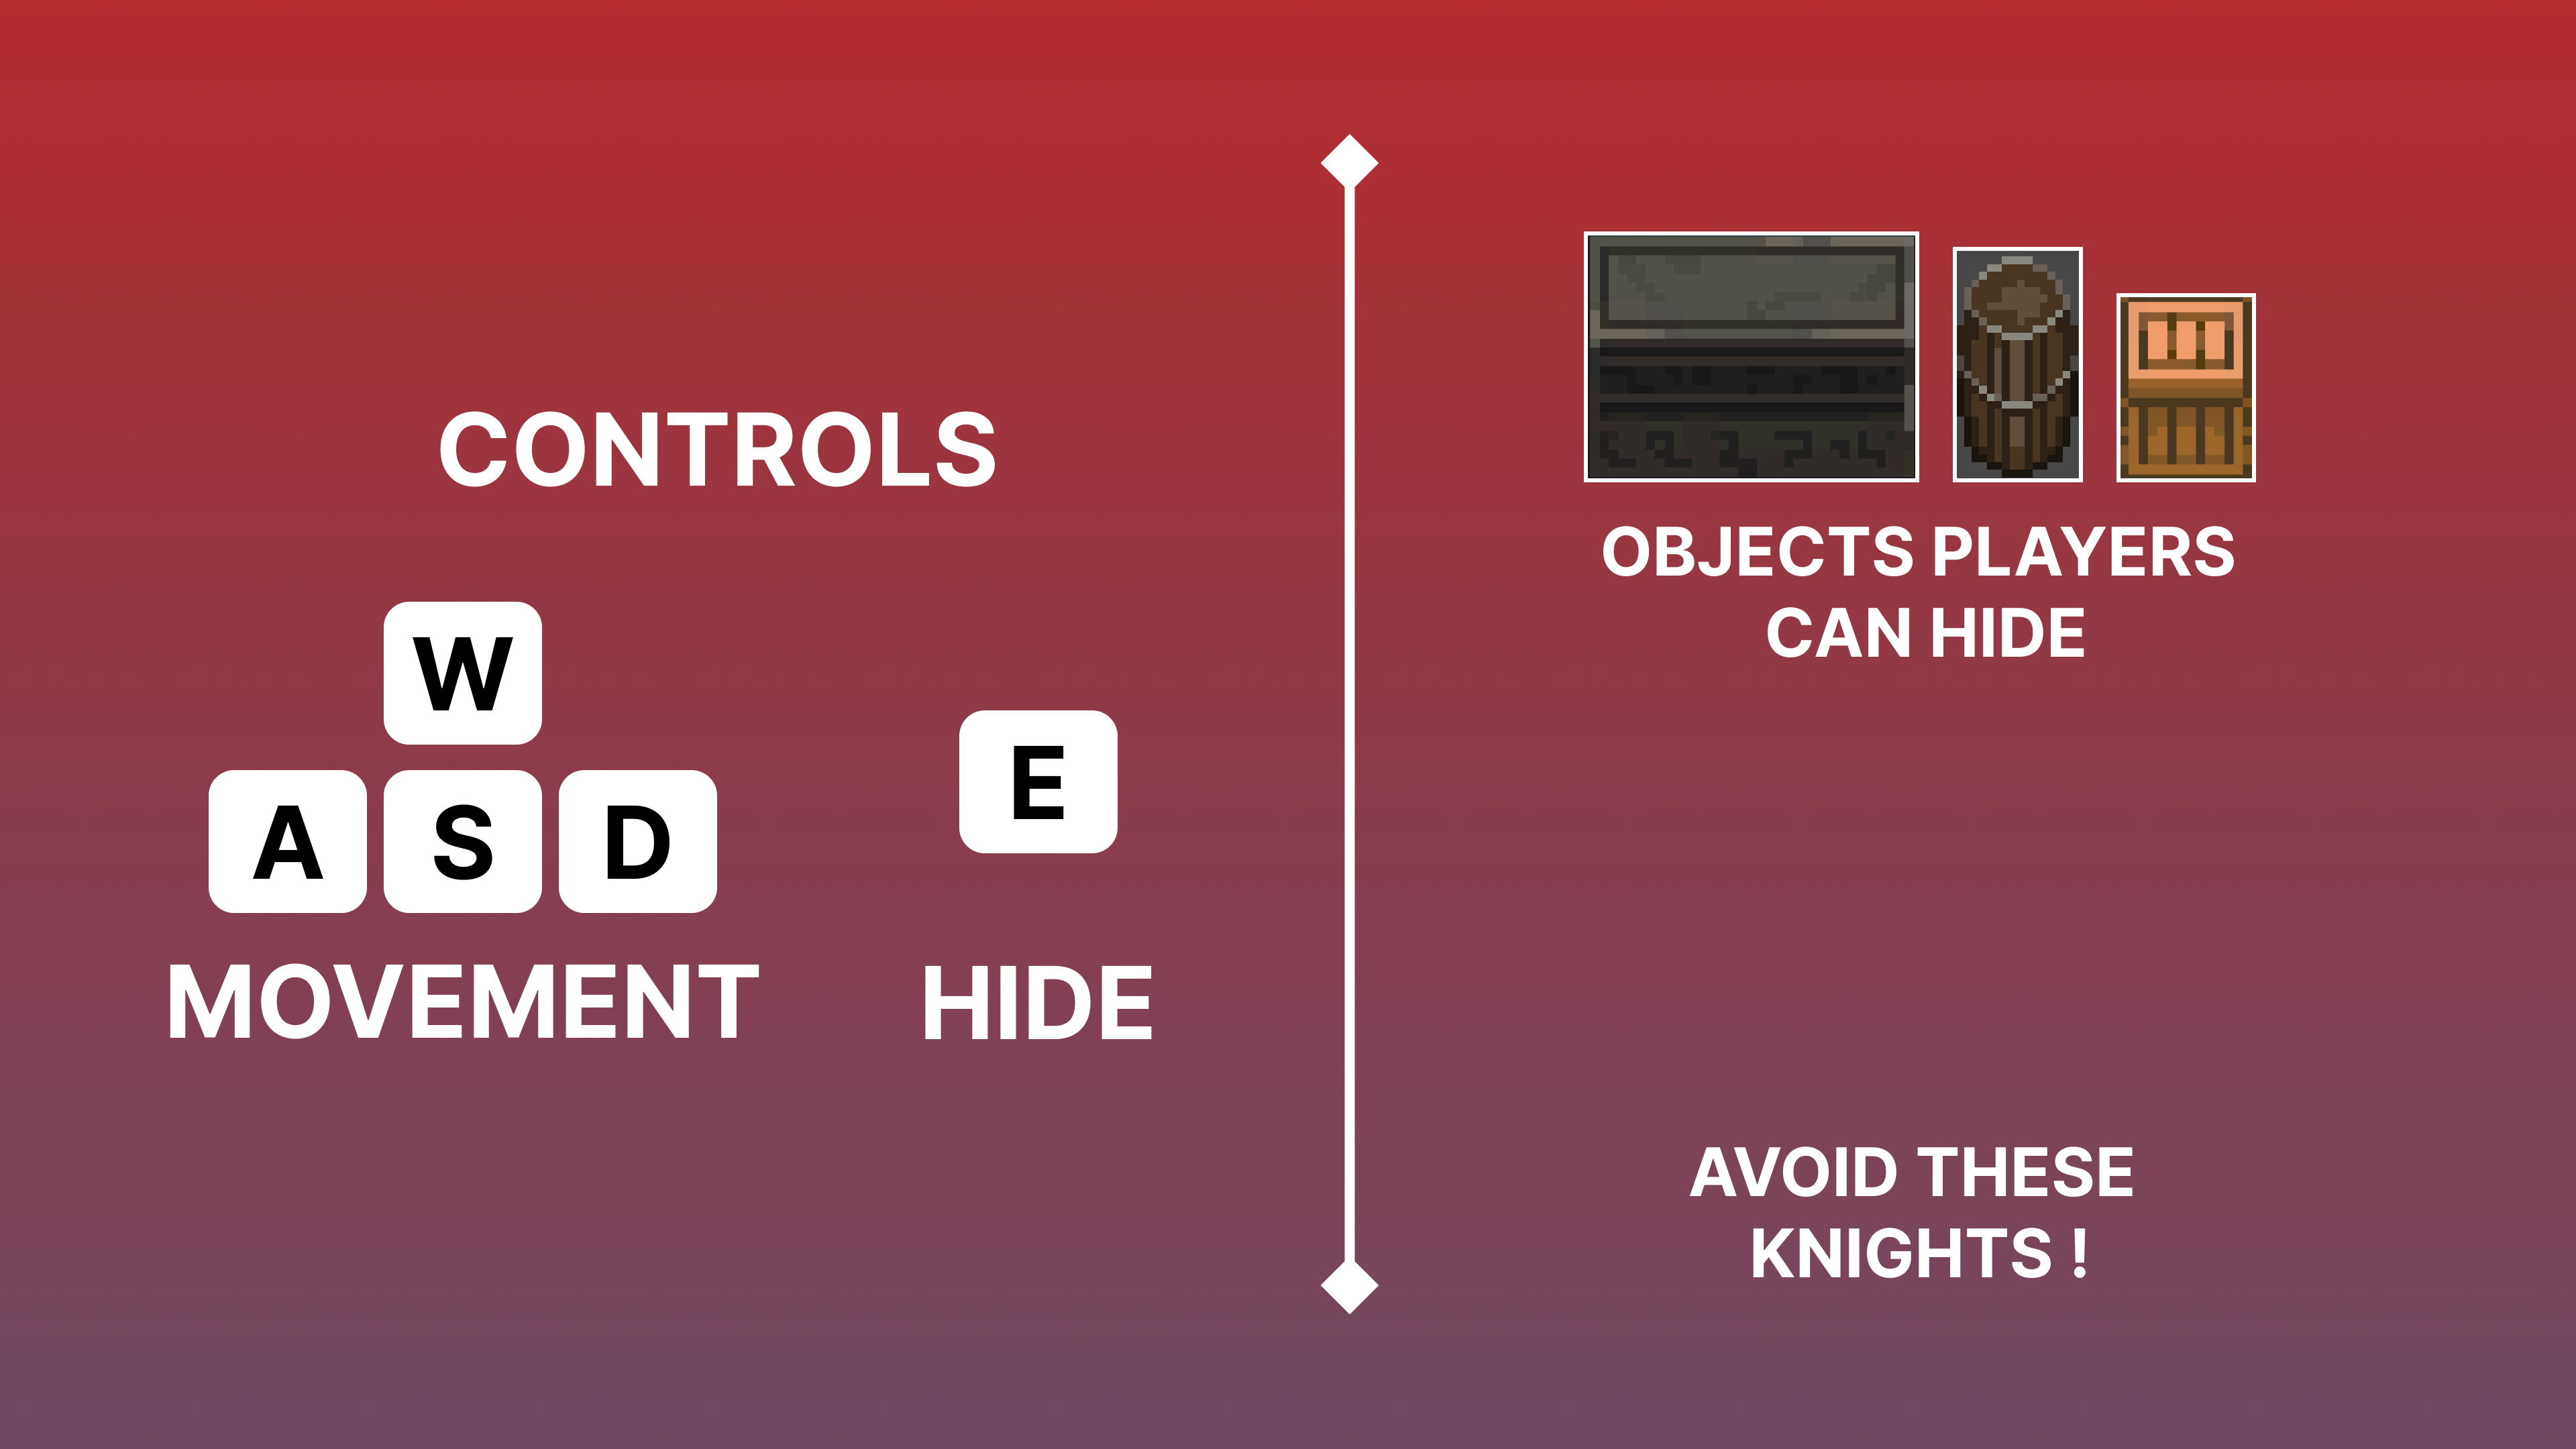 CONTROLS
W
A S D
E
MOVEMENT
HIDE
OBJECTS PLAYERS
CAN HIDE
AVOID THESE
KNIGHTS !